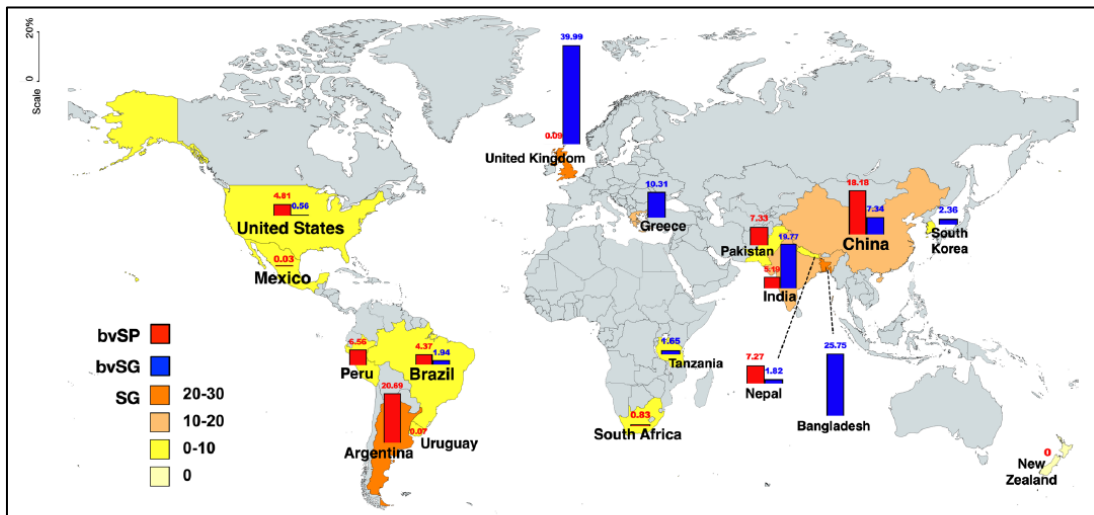 20%
Scale
0
39.99
0.09
United Kingdom
4.81
0.56
United States
0.03
Mexico
10.31
Greece
7.33
Pakistan
18.18
7.34
China
2.36
South
Korea
19.77
5.19
India
bvSP
bvSG
SG
20-30
10-20
0-10
0
6.56
Peru
4.37
1.94
Brazil
20.69
Argentina
0.07
Uruguay
1.65
Tanzania
0.83
South Africa
7.27
1.82
Nepal
25.75
Bangladesh
0
New
Zealand